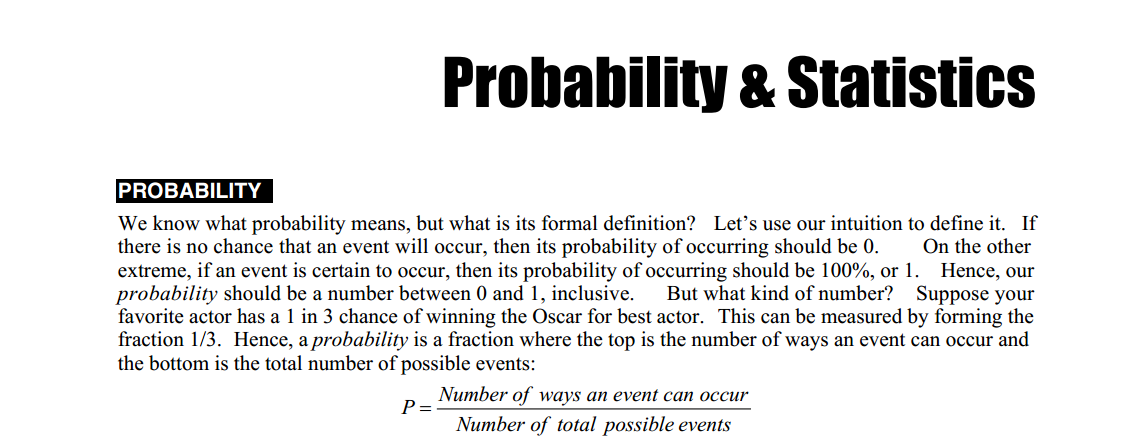 Probability & Statistics
PROBABILITY
We know what probability means, but what is its formal definition? Let’s use our intuition to define it. If
there is no chance that an event will occur, then its probability of occurring should be 0. On the other
extreme, if an event is certain to occur, then its probability of occurring should be 100%, or 1. Hence, our
probability should be a number between 0 and 1, inclusive. But what kind of number? Suppose your
favorite actor has a 1 in 3 chance of winning the Oscar for best actor. This can be measured by forming the
fraction 1/3. Hence, a probability is a fraction where the top is the number of ways an event can occur and
the bottom is the total number of possible events:
Number of ways an event can occur
P =
Number of total possible events